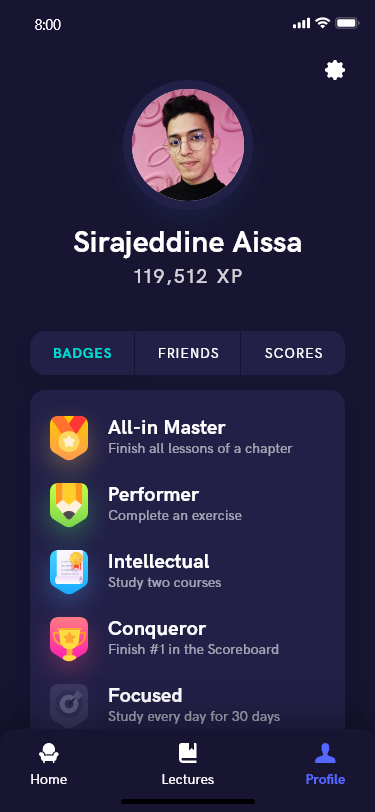 8:00
Sirajeddine Aissa
119,512 XP
BADGES FRIENDS SCORES
All-in Master
Finish all lessons of a chapter
Performer
Complete an exercise
Intellectual
Study two courses
Conqueror
Finish #1 in the Scoreboard
Focused
Study every day for 30 days
Home Lectures Profile